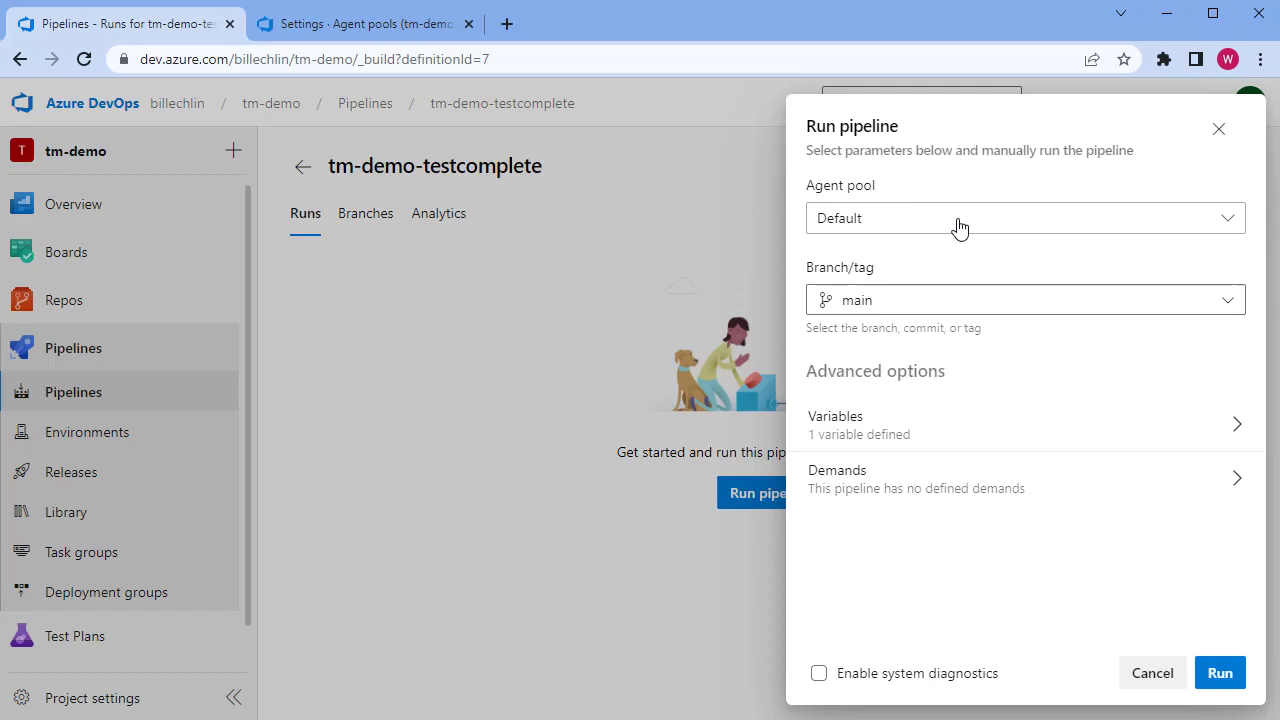 Pipelines - Runs for tm-demo-tes
Settings · Agent pools (tm-demo
dev.azure.com/billechlin/tm-demo/_build?definitionId=7
W
Azure DevOps billechlin / tm-demo / Pipelines / tm-demo-testcomplete
T tm-demo
Overview
Boards
Repos
Pipelines
Pipelines
Environments
Releases
Library
Task groups
Deployment groups
Test Plans
Project settings
tm-demo-testcomplete
Runs Branches Analytics
Get started and run this pip
Run pipe
Run pipeline
Select parameters below and manually run the pipeline
Agent pool
Default
Branch/tag
main
Select the branch, commit, or tag
Advanced options
Variables
1 variable defined
Demands
This pipeline has no defined demands
Enable system diagnostics
Cancel
Run